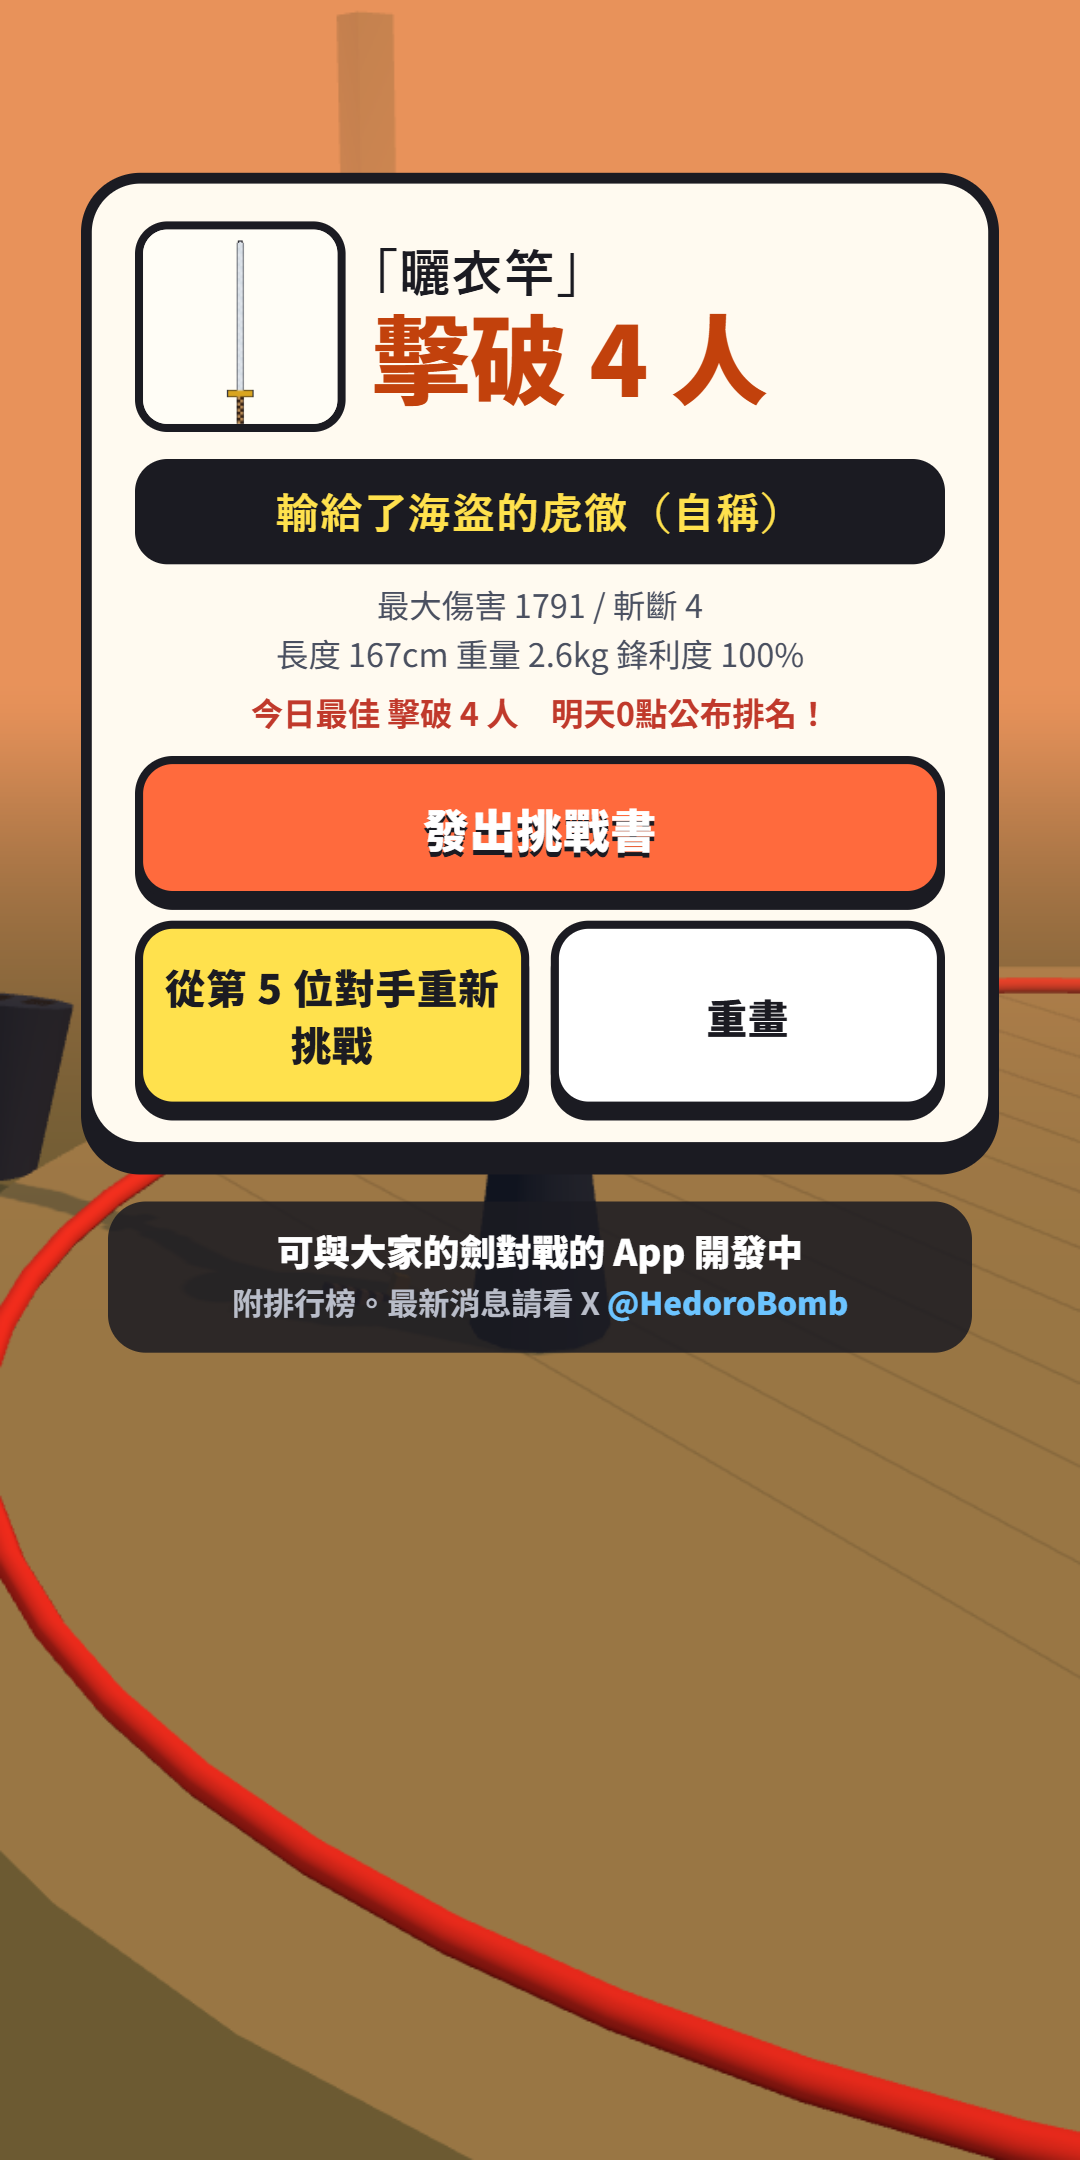 「曬衣竿」
擊破 4 人
輸給了海盜的虎徹（自稱）
最大傷害 1791 / 斬斷 4
長度 167cm 重量 2.6kg 鋒利度 100%
今日最佳 擊破 4 人　明天0點公布排名！
發出挑戰書
從第 5 位對手重新
挑戰
重畫
可與大家的劍對戰的 App 開發中
附排行榜。最新消息請看 X @HedoroBomb